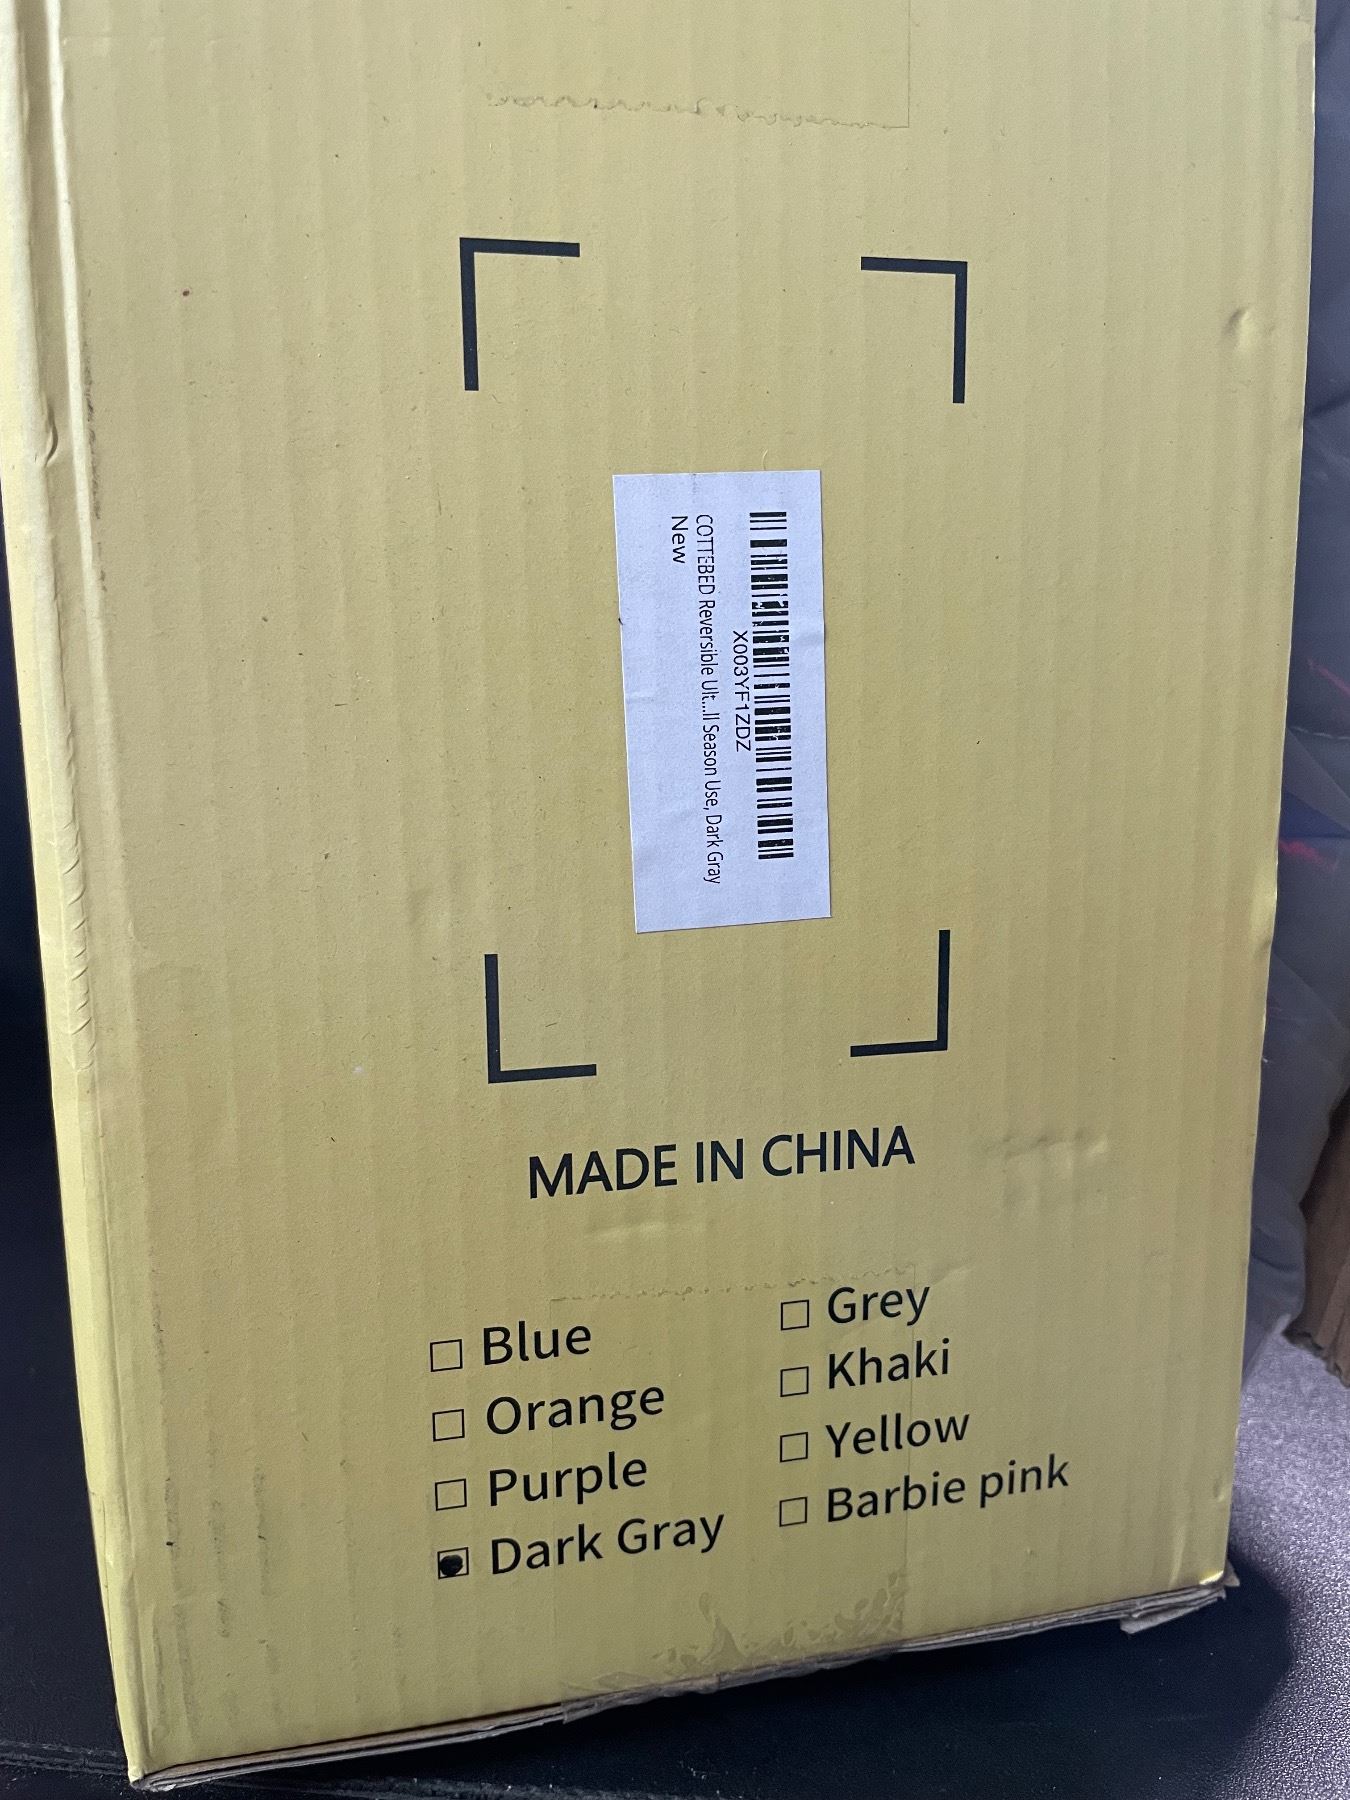 X003YF1ZDZ
COTTEBED Reversible Ult...ll Season Use, Dark Gray
New
MADE IN CHINA
Blue
Orange
Purple
Dark Gray
Grey
Khaki
Yellow
Barbie pink